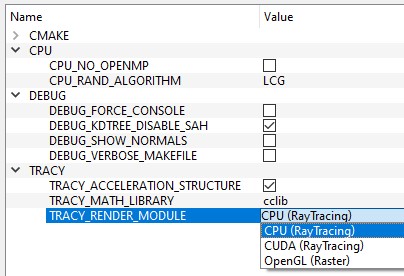 Name Value
CMAKE
CPU
CPU_NO_OPENMP
CPU_RAND_ALGORITHM LCG
DEBUG
DEBUG_FORCE_CONSOLE
DEBUG_KDTREE_DISABLE_SAH
DEBUG_SHOW_NORMALS
DEBUG_VERBOSE_MAKEFILE
TRACY
TRACY_ACCELERATION_STRUCTURE
TRACY_MATH_LIBRARY cclib
TRACY_RENDER_MODULE CPU (RayTracing)
CPU (RayTracing)
CUDA (RayTracing)
OpenGL (Raster)